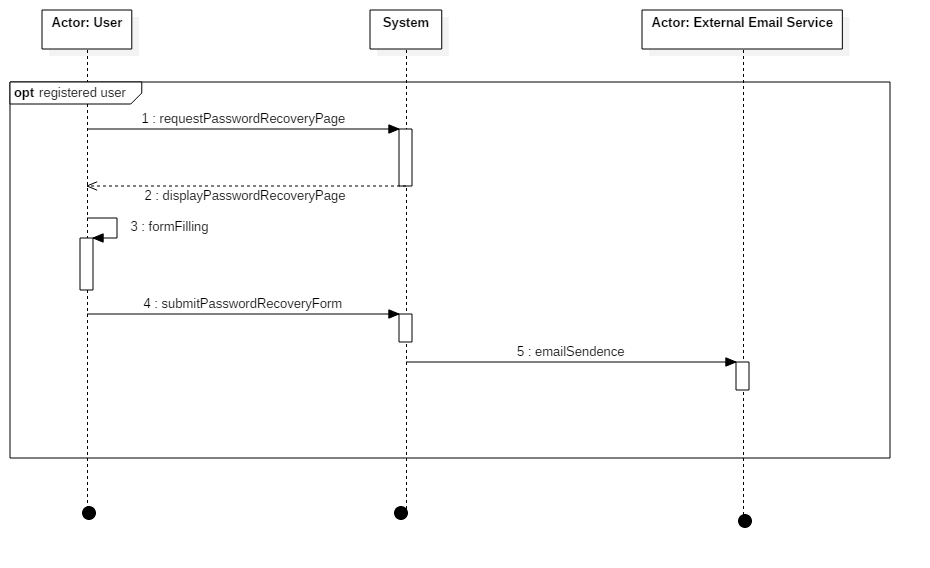 Actor: User
System
Actor: External Email Service
opt registered user
1 : requestPasswordRecoveryPage
2 : displayPasswordRecoveryPage
3 : formFilling
4 : submitPasswordRecoveryForm
5 : emailSendence